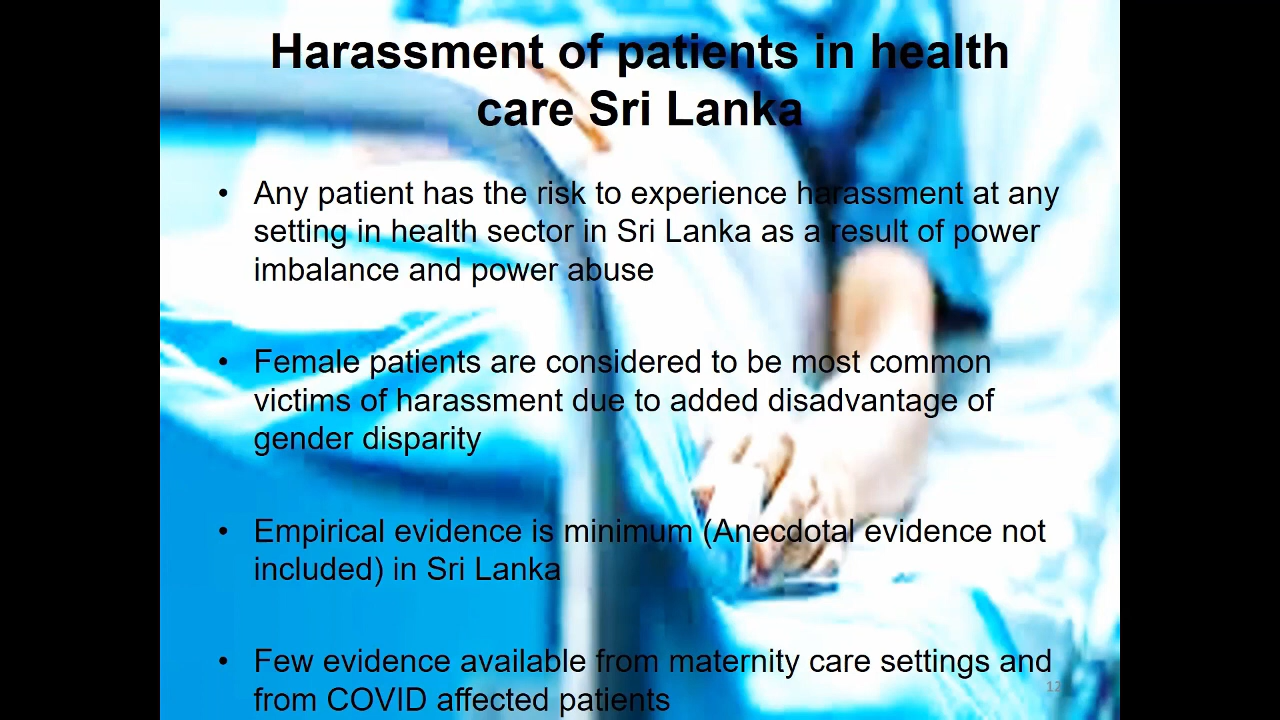 Harassment of patients in health
care Sri Lanka
• Any patient has the risk to experience harassment at any
setting in health sector in Sri Lanka as a result of power
imbalance and power abuse
• Female patients are considered to be most common
victims of harassment due to added disadvantage of
gender disparity
• Empirical evidence is minimum (Anecdotal evidence not
included) in Sri Lanka
• Few evidence available from maternity care settings and
from COVID affected patients
12